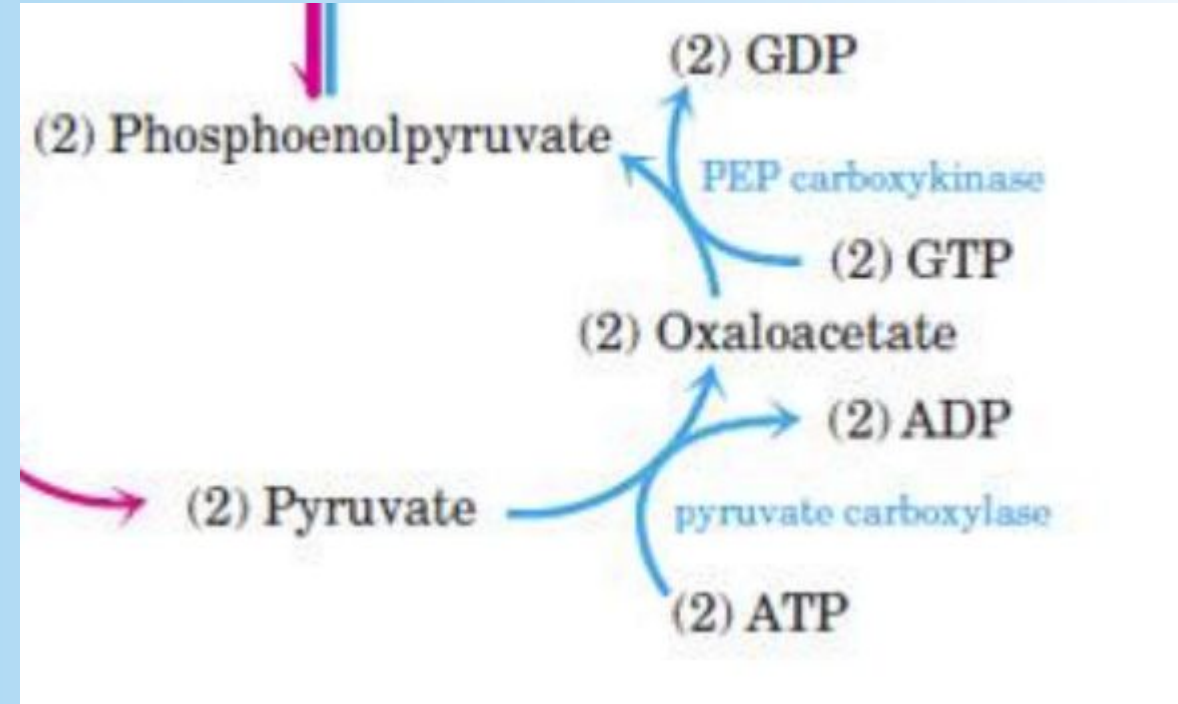 (2) GDP
(2) Phosphoenolpyruvate
PEP carboxykinase
(2) GTP
(2) Oxaloacetate
(2) ADP
(2) Pyruvate
pyruvate carboxylase
(2) ATP